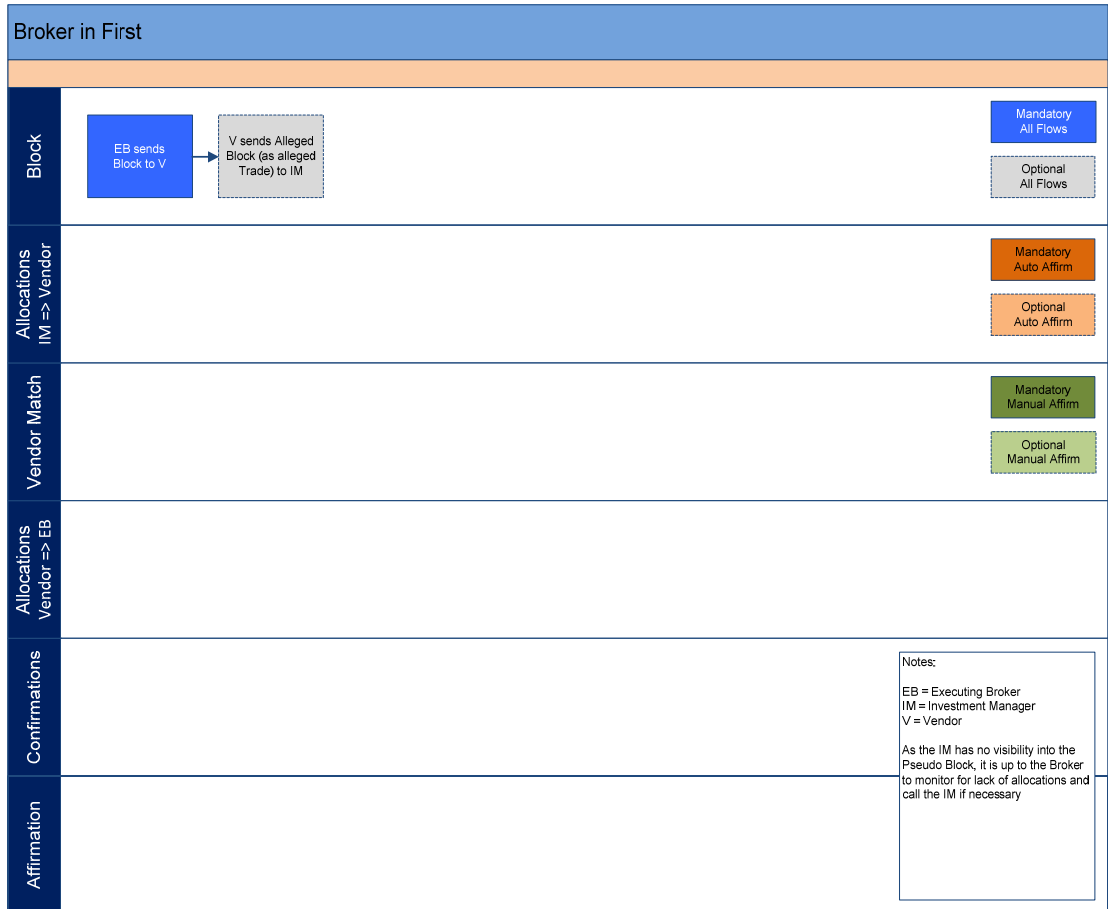 Broker in First
Block
EB sends
Block to V
V sends Alleged
Block (as alleged
Trade) to IM
Mandatory
All Flows
Optional
All Flows
Allocations
IM => Vendor
Mandatory
Auto Affirm
Optional
Auto Affirm
Vendor Match
Mandatory
Manual Affirm
Optional
Manual Affirm
Allocations
Vendor => EB
Confirmations
Notes:
EB = Executing Broker
IM = Investment Manager
V = Vendor
As the IM has no visibility into the
Pseudo Block, it is up to the Broker
to monitor for lack of allocations and
call the IM if necessary
Affirmation